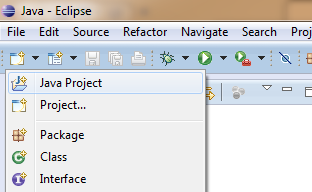 Java - Eclipse
File Edit Source Refactor Navigate Search
Java Project
Project...
Package
Class
Interface